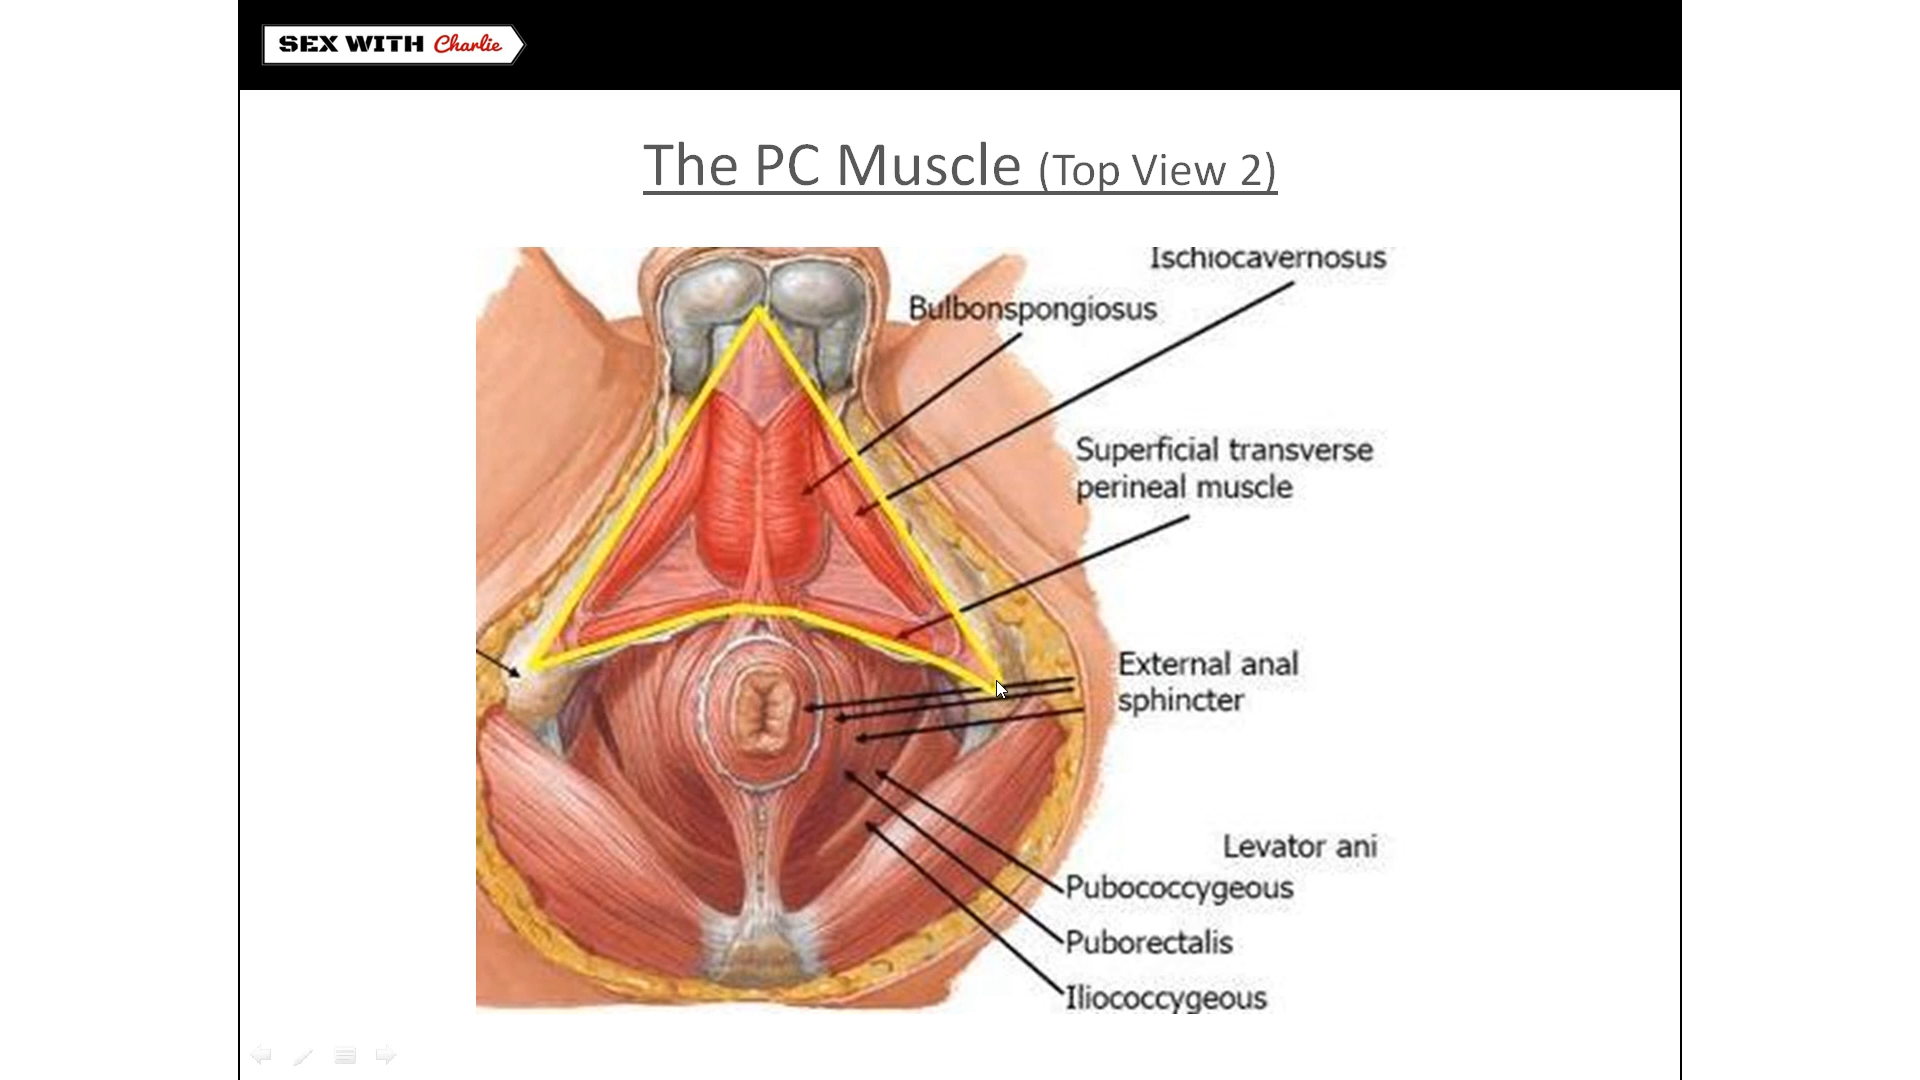 SEX WITH Charlie
The PC Muscle (Top View 2)
Ischiocavernosus
Bulbonspongiosus
Superficial transverse
perineal muscle
External anal
sphincter
Levator ani
Pubococcygeous
Puborectalis
Iliococcygeous